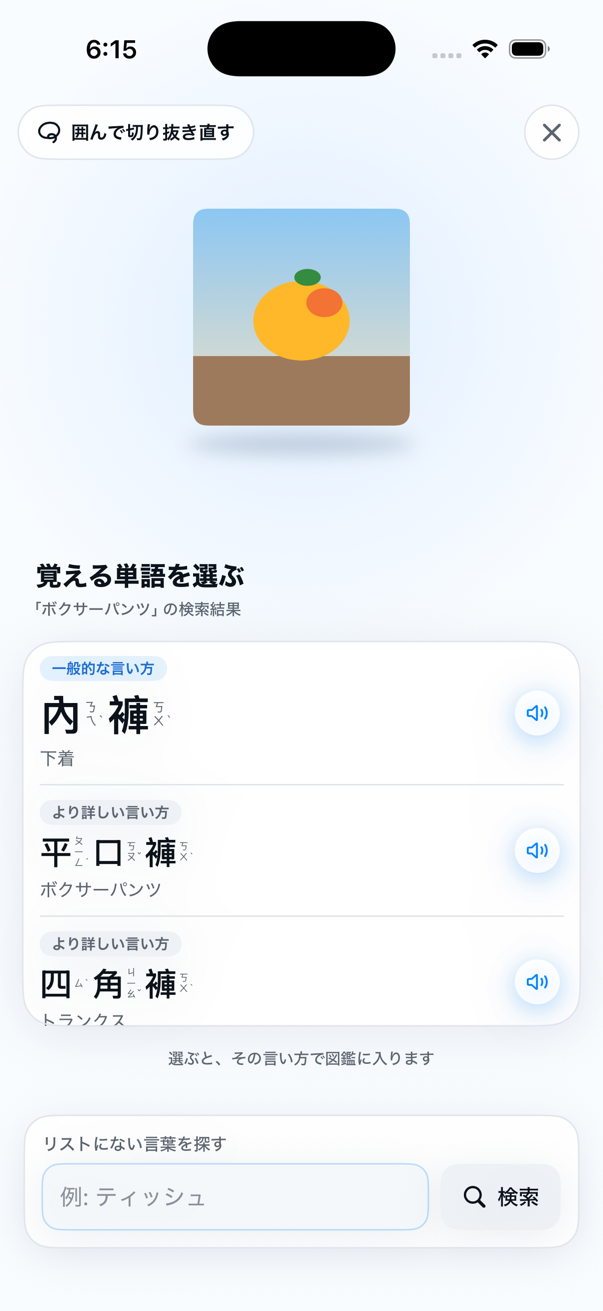 6:15
囲んで切り抜き直す
覚える単語を選ぶ
「ボクサーパンツ」の検索結果
一般的な言い方
內ㄋㄟˋ褲ㄎㄨˋ
下着
より詳しい言い方
平ㄆㄧㄥˊ口ㄎㄡˇ褲ㄎㄨˋ
ボクサーパンツ
より詳しい言い方
四ㄙˋ角ㄐㄧㄠˇ褲ㄎㄨˋ
トランクス
選ぶと、その言い方で図鑑に入ります
リストにない言葉を探す
例: ティッシュ
検索